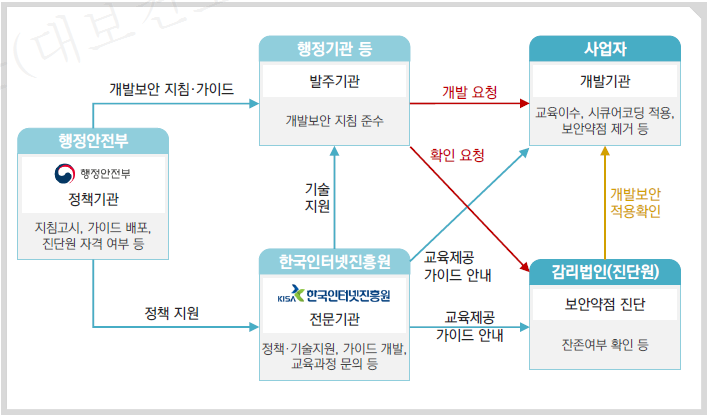 (대보건
행정기관 등
발주기관
개발보안 지침 준수
사업자
개발기관
교육이수, 시큐어코딩 적용,
보안약점 제거 등
개발보안 지침·가이드
개발 요청
확인 요청
행정안전부
행정안전부
정책기관
지침고시, 가이드 배포,
진단원 자격 여부 등
기술
지원
개발보안
적용확인
교육제공
가이드 안내
정책 지원
한국인터넷진흥원
KISA 한국인터넷진흥원
전문기관
정책·기술지원, 가이드 개발,
교육과정 문의 등
교육제공
가이드 안내
감리법인(진단원)
보안약점 진단
잔존여부 확인 등